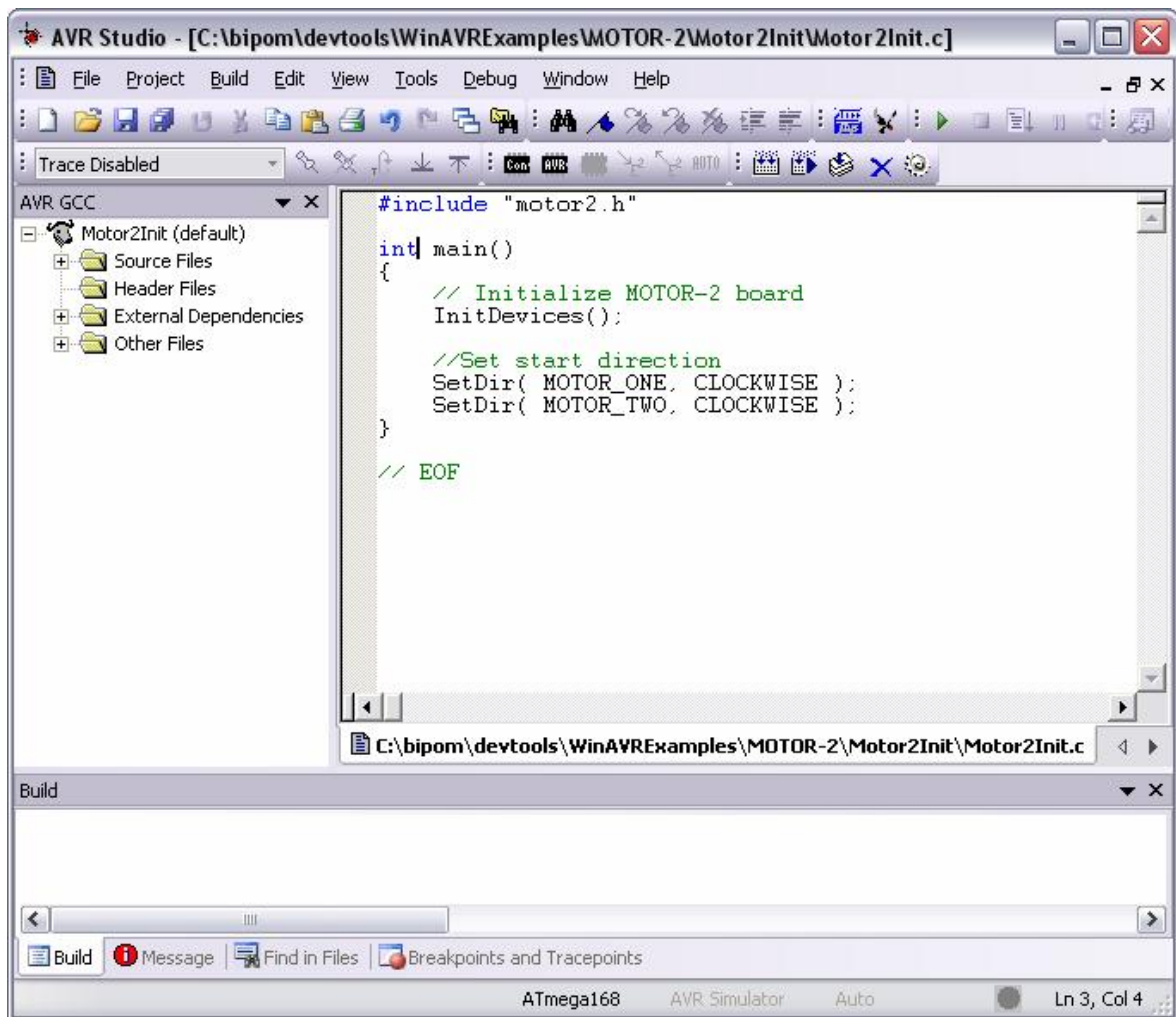 AVR Studio - [C:\bipom\devtools\WinAVRExamples\MOTOR-2\Motor2Init\Motor2Init.c]
File Project Build Edit View Tools Debug Window Help
Trace Disabled
Con AVR AUTO
AVR GCC
Motor2Init (default)
Source Files
Header Files
External Dependencies
Other Files
#include "motor2.h"
int main()
{
// Initialize MOTOR-2 board
InitDevices();
//Set start direction
SetDir( MOTOR_ONE, CLOCKWISE );
SetDir( MOTOR_TWO, CLOCKWISE );
}
// EOF
C:\bipom\devtools\WinAVRExamples\MOTOR-2\Motor2Init\Motor2Init.c
Build
Build Message Find in Files Breakpoints and Tracepoints
ATmega168 AVR Simulator Auto Ln 3, Col 4